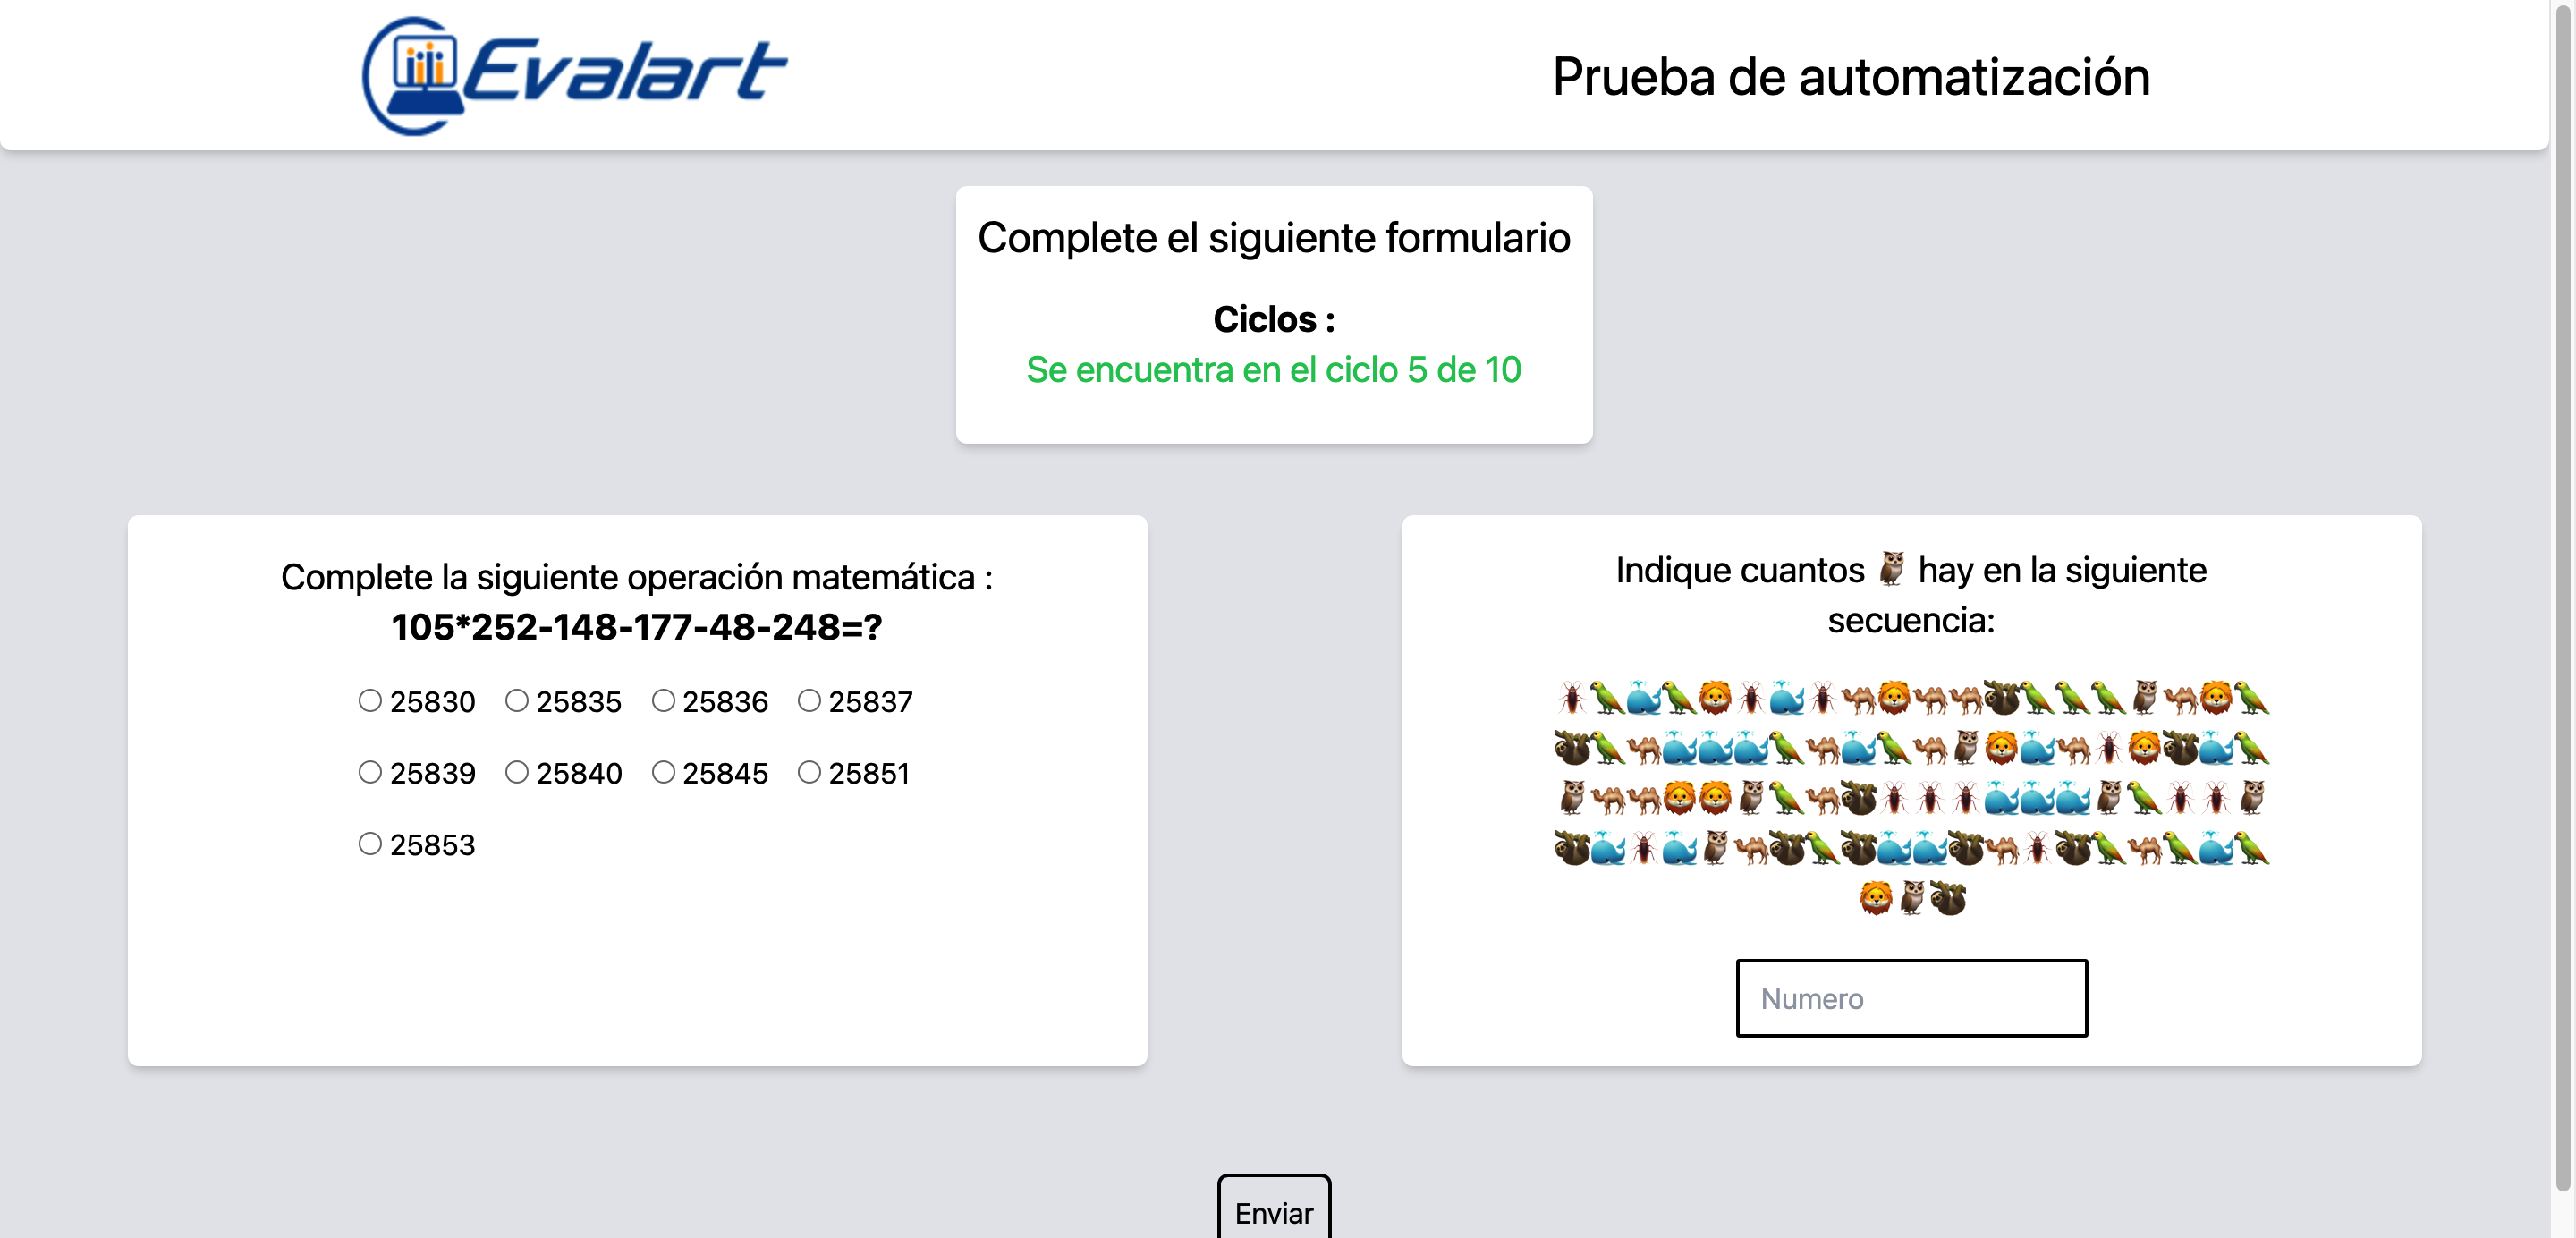 Evalart
Prueba de automatización
Complete el siguiente formulario
Ciclos :
Se encuentra en el ciclo 5 de 10
Complete la siguiente operación matemática :
105*252-148-177-48-248=?
25830 25835 25836 25837
25839 25840 25845 25851
25853
Indique cuantos 🦉 hay en la siguiente
secuencia:
🪳🦜🐳🦜🦁🪳🐳🪳🐫🦁🐫🐫🦥🦜🦜🦜🦉🐫🦁🦜
🦥🦜🐫🐳🐳🐳🦜🐫🐳🦜🐫🦉🦁🐳🐫🪳🦁🦥🐳🦜
🦉🐫🐫🦁🦁🦉🦜🐫🦥🪳🪳🪳🐳🐳🐳🦉🦜🪳🪳🦉
🦥🐳🪳🐳🦉🐫🦥🦜🦥🐳🐳🦥🐫🪳🦥🦜🐫🦜🐳🦜
🦁🦉🦥
Numero
Enviar